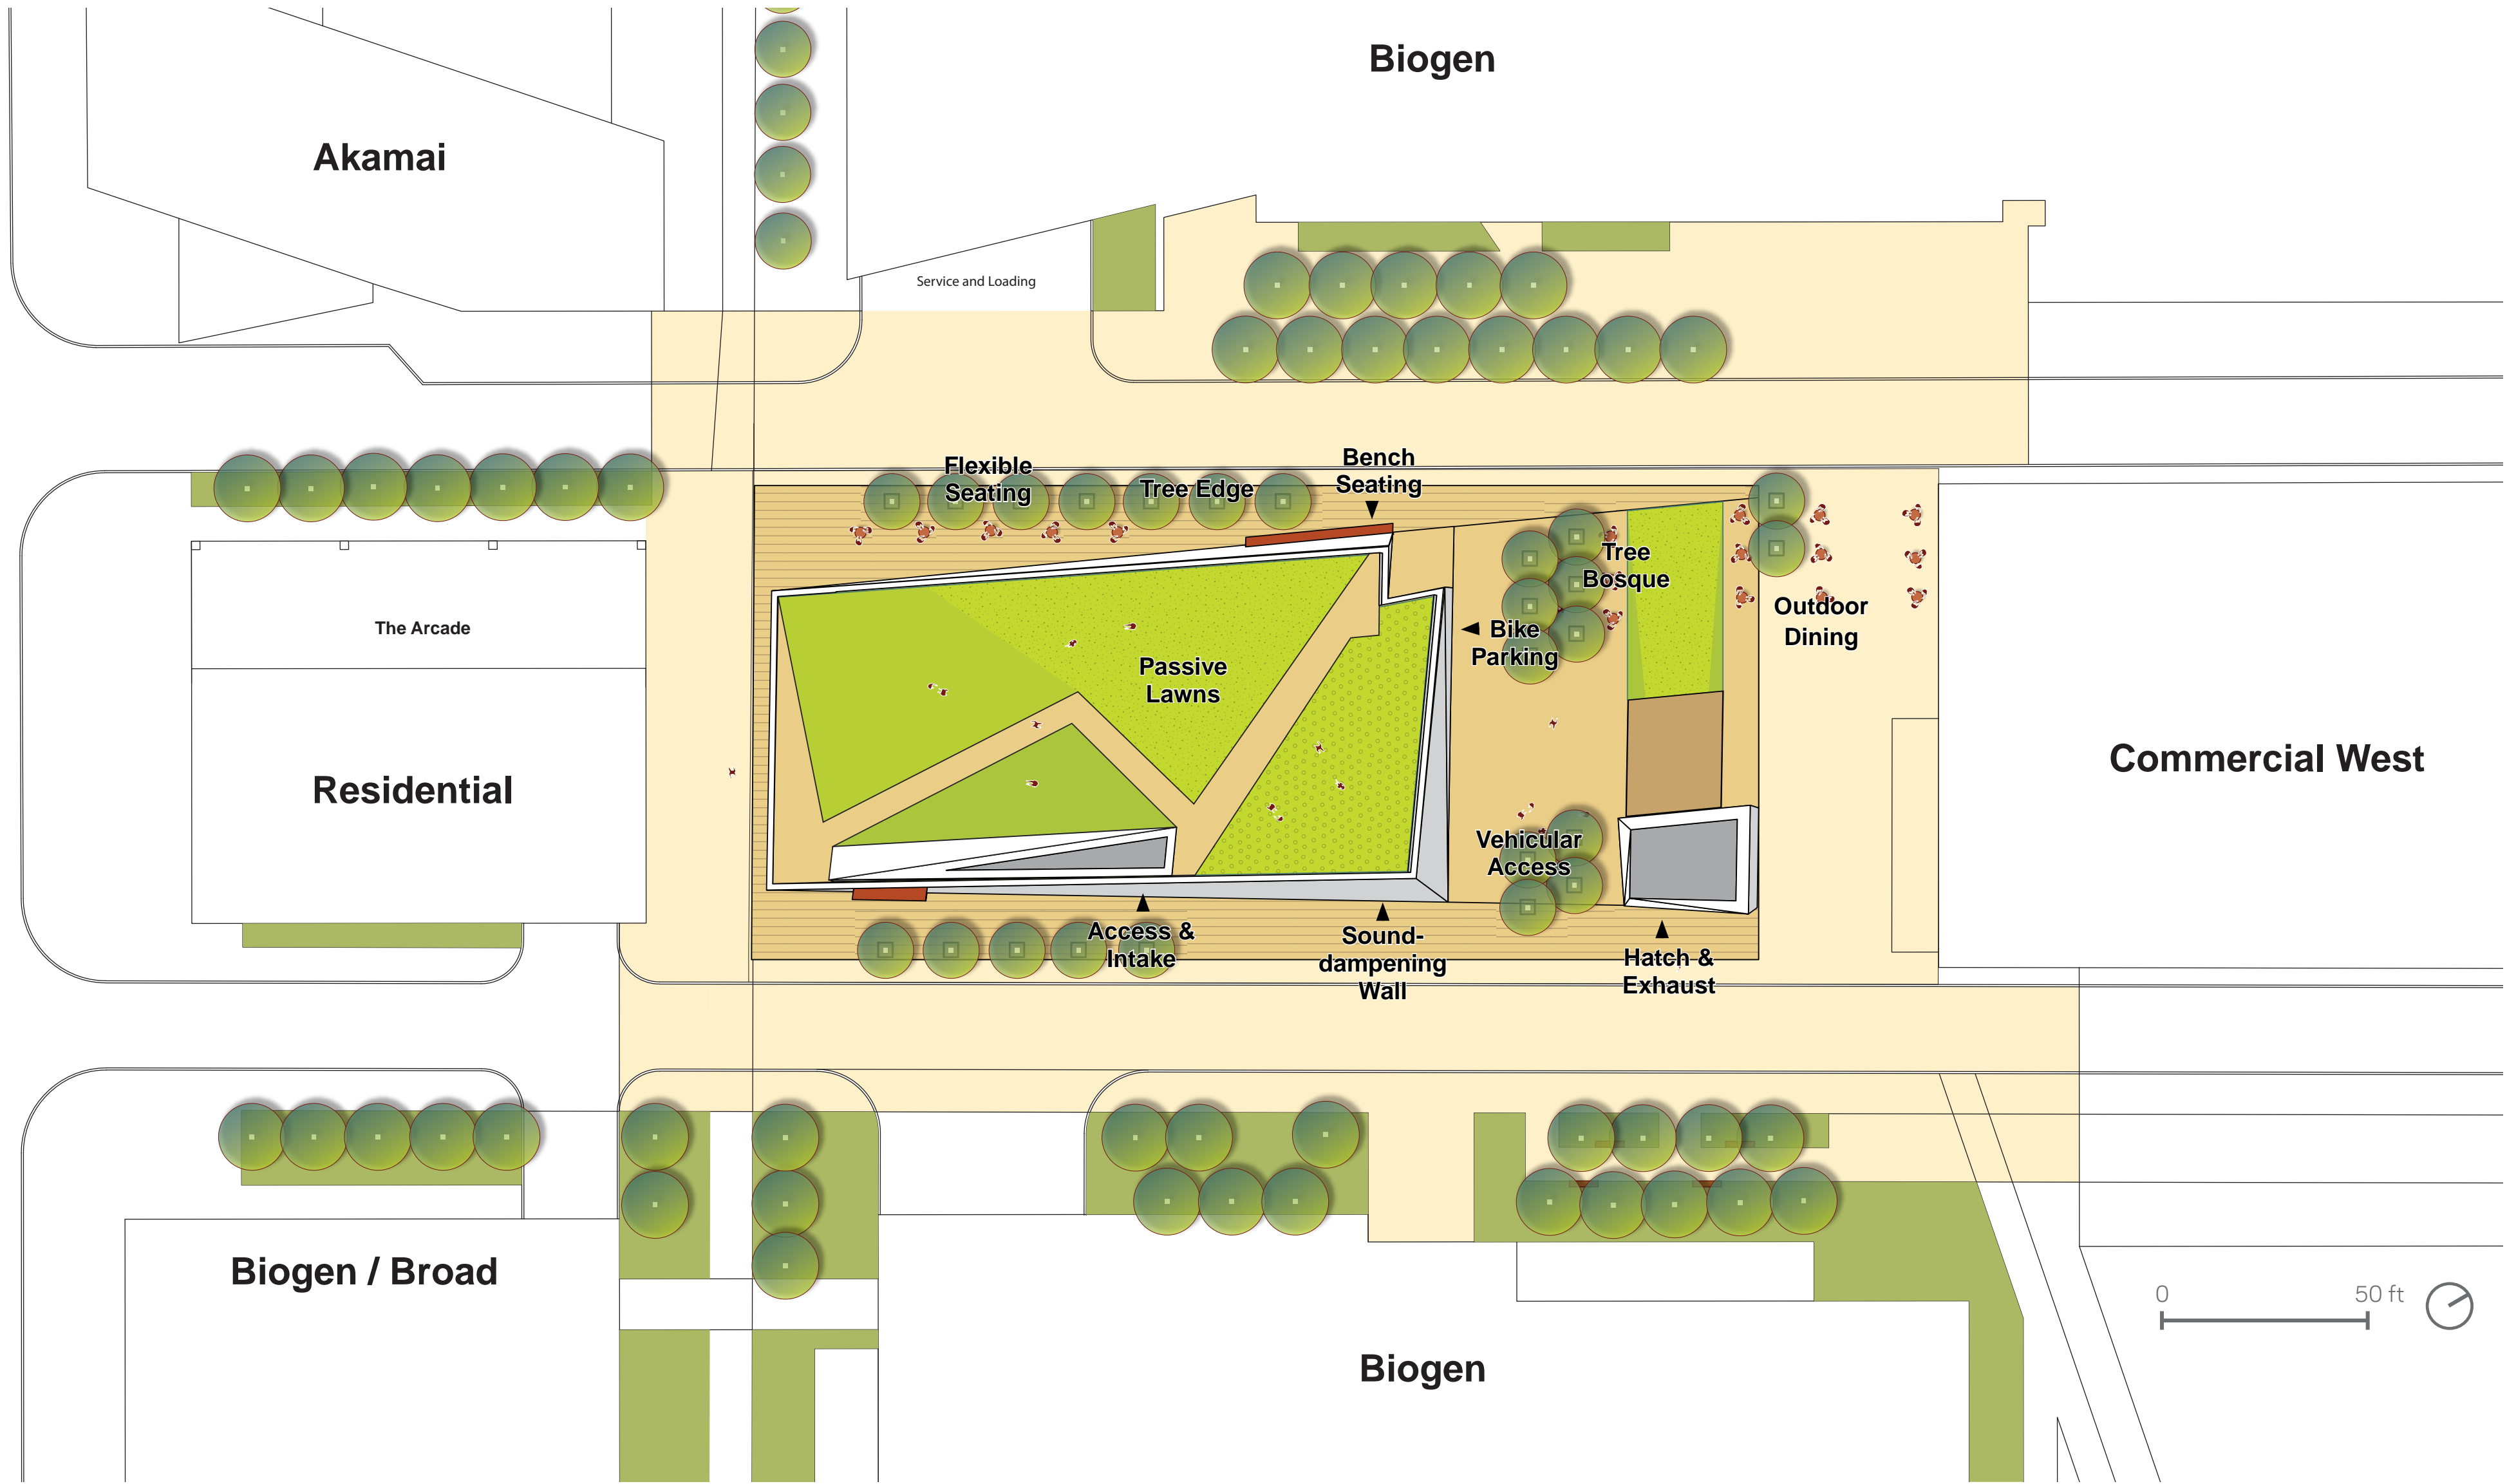 Biogen
Akamai
Service and Loading
Flexible
Seating
Tree Edge
Bench
Seating
Tree
Bosque
Outdoor
Dining
The Arcade
Bike
Parking
Passive
Lawns
Residential
Commercial West
Vehicular
Access
Access &
Intake
Sound-
dampening
Wall
Hatch &
Exhaust
Biogen / Broad
Biogen
0
50 ft